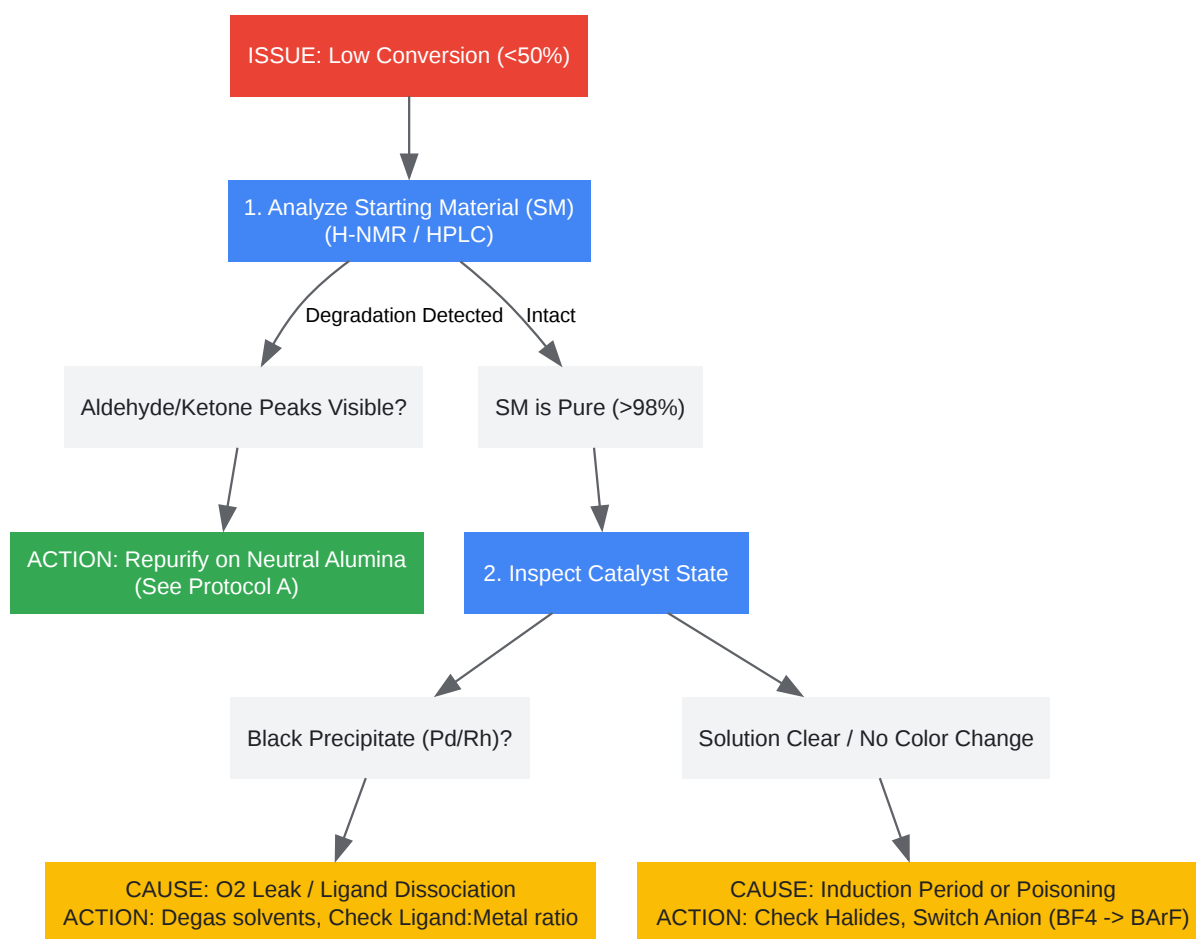 ISSUE: Low Conversion (<50%)
1. Analyze Starting Material (SM)
(H-NMR / HPLC)
Degradation Detected
Intact
Aldehyde/Ketone Peaks Visible?
SM is Pure (>98%)
ACTION: Repurify on Neutral Alumina
(See Protocol A)
2. Inspect Catalyst State
Black Precipitate (Pd/Rh)?
Solution Clear / No Color Change
CAUSE: O2 Leak / Ligand Dissociation
ACTION: Degas solvents, Check Ligand:Metal ratio
CAUSE: Induction Period or Poisoning
ACTION: Check Halides, Switch Anion (BF4 -> BArF)